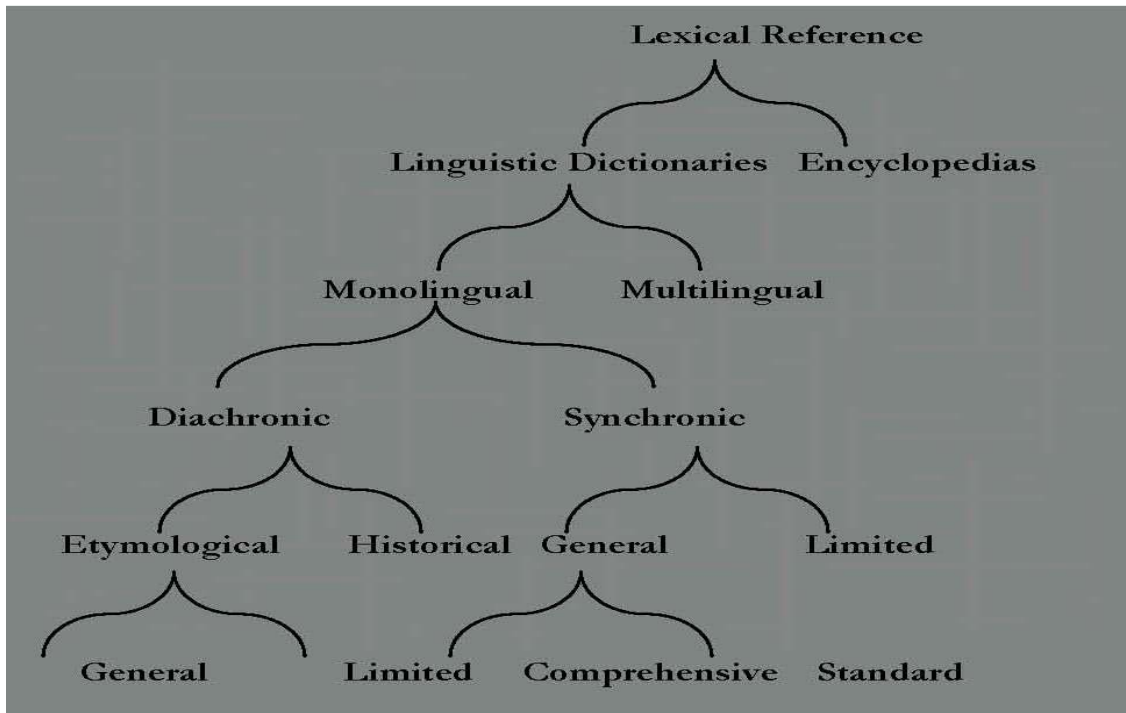 Lexical Reference
Linguistic Dictionaries Encyclopedias
Monolingual Multilingual
Diachronic Synchronic
Etymological Historical General Limited
General Limited Comprehensive Standard